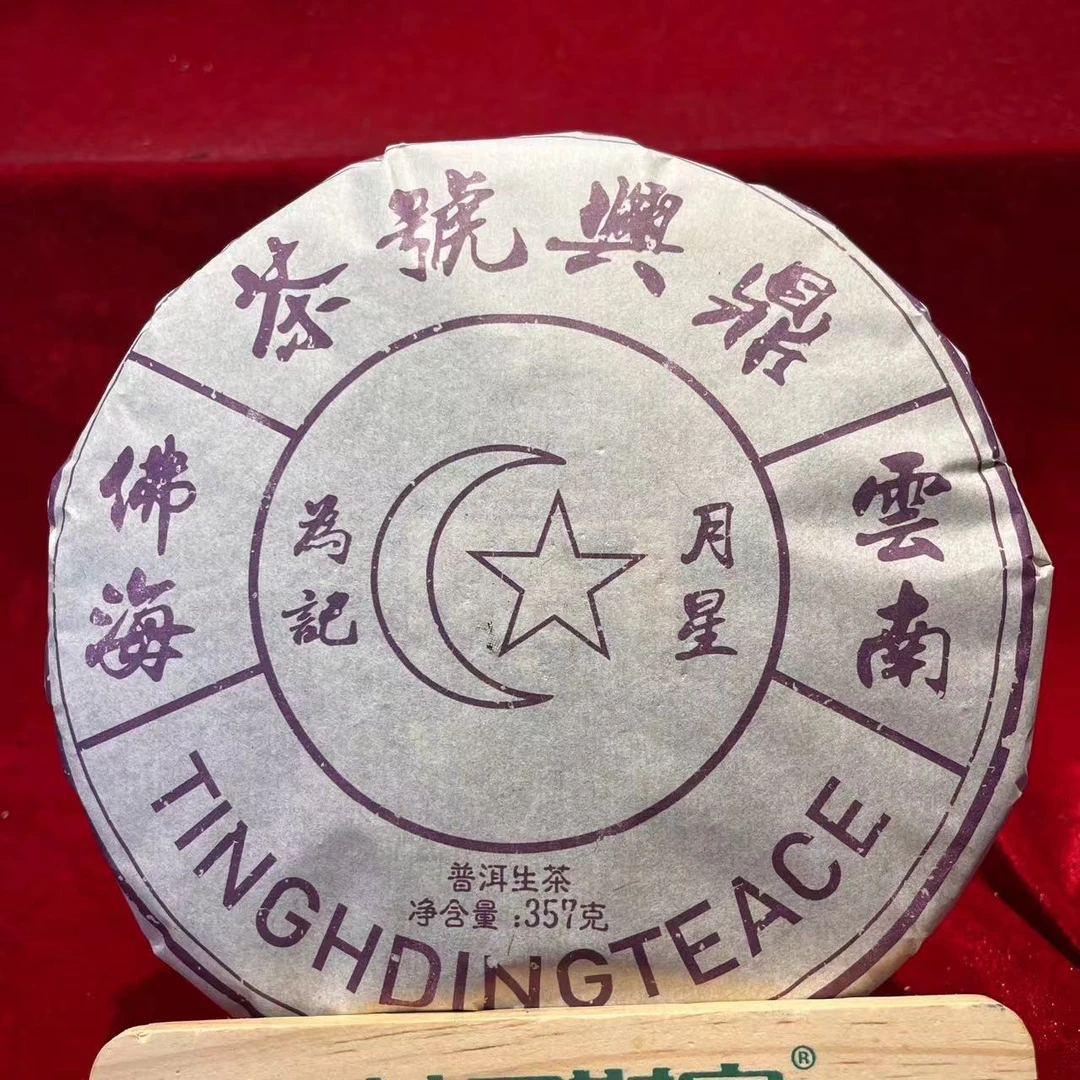 鼎興號茶
雲南
佛海
月星
為記
普洱生茶
净含量:357克
TINGHDINGTEACE
®